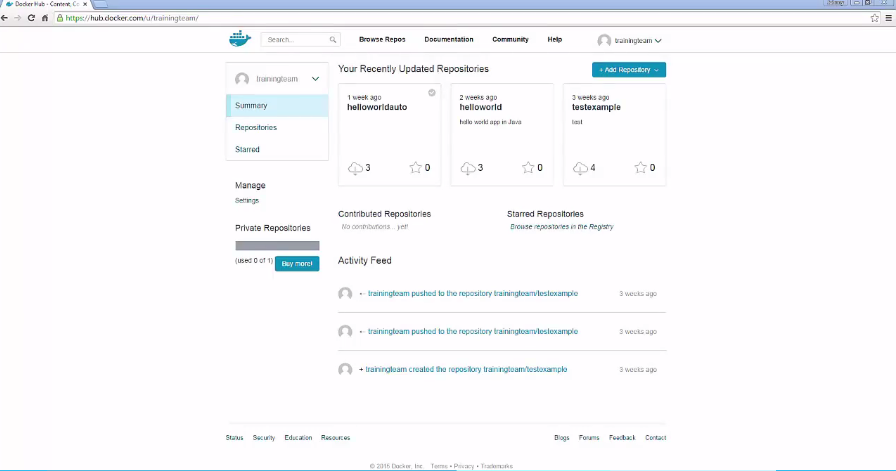 Docker Hub - Content, Co
https://hub.docker.com/u/trainingteam/
Search...
Browse Repos
Documentation
Community
Help
trainingteam
trainingteam
Summary
Repositories
Starred
Manage
Settings
Private Repositories
(used 0 of 1)
Buy more!
Your Recently Updated Repositories
+ Add Repository
1 week ago
helloworldauto
3
0
2 weeks ago
helloworld
hello world app in Java
3
0
3 weeks ago
testexample
test
4
0
Contributed Repositories
No contributions .. yet!
Starred Repositories
Browse repositories in the Registry
Activity Feed
trainingteam pushed to the repository trainingteam/testexample 3 weeks ago
trainingteam pushed to the repository trainingteam/testexample 3 weeks ago
+ trainingteam created the repository trainingteam/testexample 3 weeks ago
Status Security Education Resources
Blogs Forums Feedback Contact
© 2015 Docker, Inc. Terms • Privacy • Trademarks